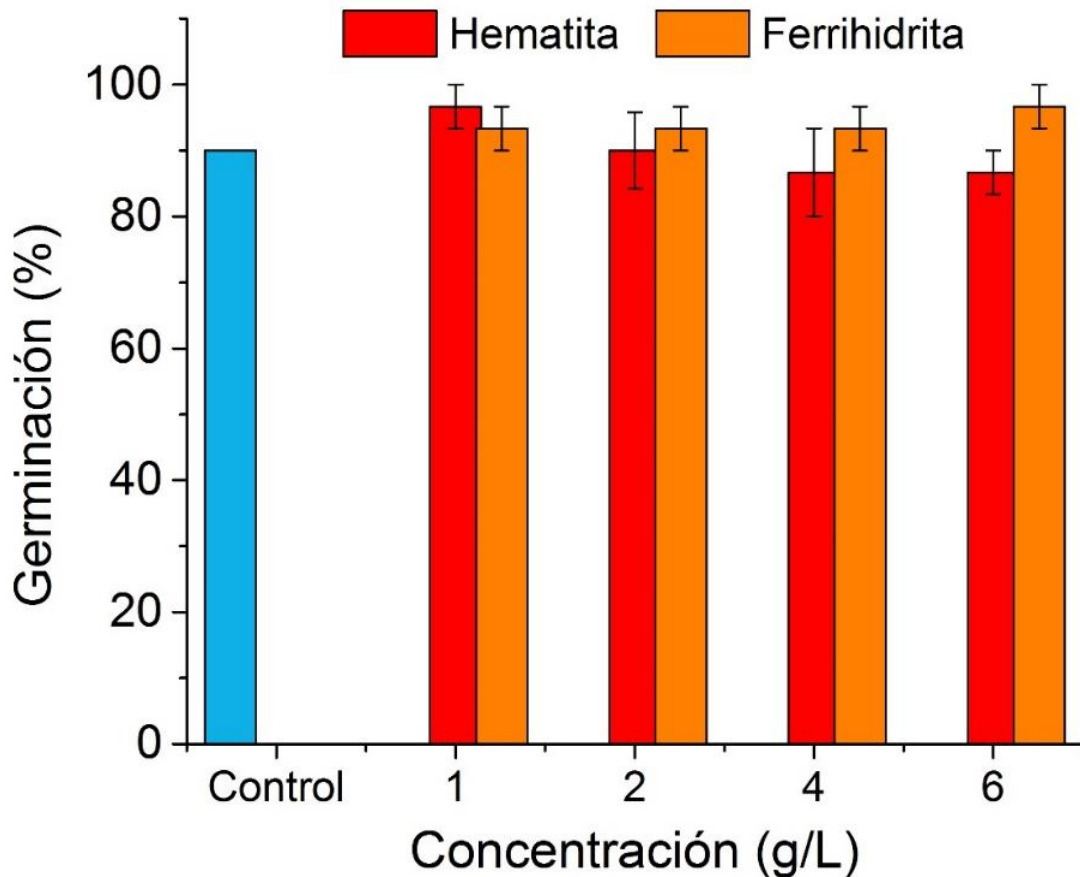 Hematita Ferrihidrita
100
80
60
40
20
0
Germinación (%)
Control 1 2 4 6
Concentración (g/L)